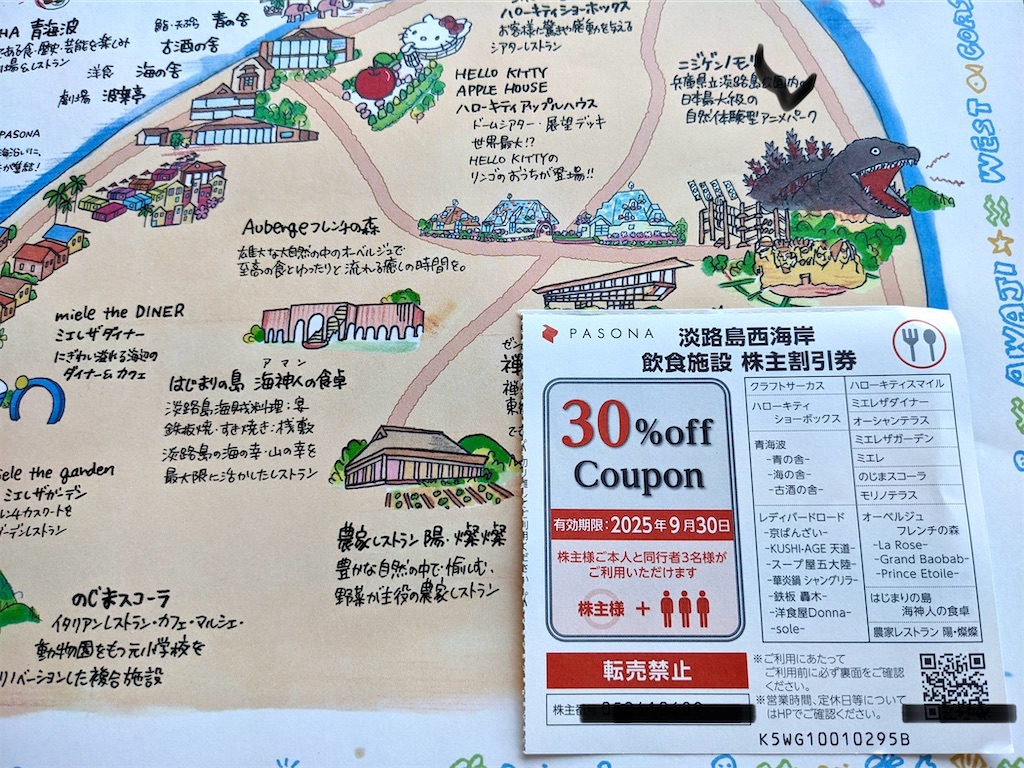 HA 青海波
鮨・天ぷら 青の舎
古酒の舎
洋食 海の舎
劇場 波乗亭
PASONA
ハローキティショーボックス
お客様に驚きや感動を与える
シアターレストラン
HELLO KITTY
APPLE HOUSE
ハローキティアップルハウス
ドームシアター・展望デッキ
世界最大!?
HELLO KITTYの
リンゴのおうちが登場!!
ニジゲンノモリ
兵庫県立淡路島公園内の
日本最大級の
自然体験型アニメパーク
WEST COAST
AWAJI
Auberge フレンチの森
雄大な大自然の中のオーベルジュで
至高の食とゆったりと流れる癒しの時間を。
miele the DINER
ミエレザダイナー
にぎわい溢れる海辺の
ダイナー&カフェ
アマン
はじまりの島 海神人の食卓
淡路島海賊料理:宴
鉄板焼・すき焼き:桟敷
淡路島の海の幸・山の幸を
最大限に活かしたレストラン
ele the garden
ミエレザガーデン
ガーデンレストラン
農家レストラン 陽・燦燦
豊かな自然の中で愉しむ、
野菜が主役の農家レストラン
のじまスコーラ
イタリアンレストラン・カフェ・マルシェ・
動物園をもつ元小学校を
リノベーションした複合施設
PASONA
淡路島西海岸
飲食施設 株主割引券
30%off
Coupon
有効期限:2025年9月30日
株主様ご本人と同行者3名様が
ご利用いただけます
株主様 +
転売禁止
株主番
クラフトサーカス
ハローキティ
ショーボックス
青海波
-青の舎-
-海の舎-
-古酒の舎-
レディバードロード
-京ばんざい-
-KUSHI-AGE 天道-
-スープ屋五大陸-
-華炎鍋 シャングリラ-
-鉄板 轟木-
-洋食屋Donna-
-sole-
ハローキティスマイル
ミエレザダイナー
オーシャンテラス
ミエレザガーデン
ミエレ
のじまスコーラ
モリノテラス
オーベルジュ
フレンチの森
-La Rose-
-Grand Baobab-
-Prince Etoile-
はじまりの島
海神人の食卓
農家レストラン 陽・燦燦
※ご利用にあたって
ご利用前に必ず裏面をご確認
ください。
※営業時間、定休日等について
はHPでご確認ください。
K5WG10010295B